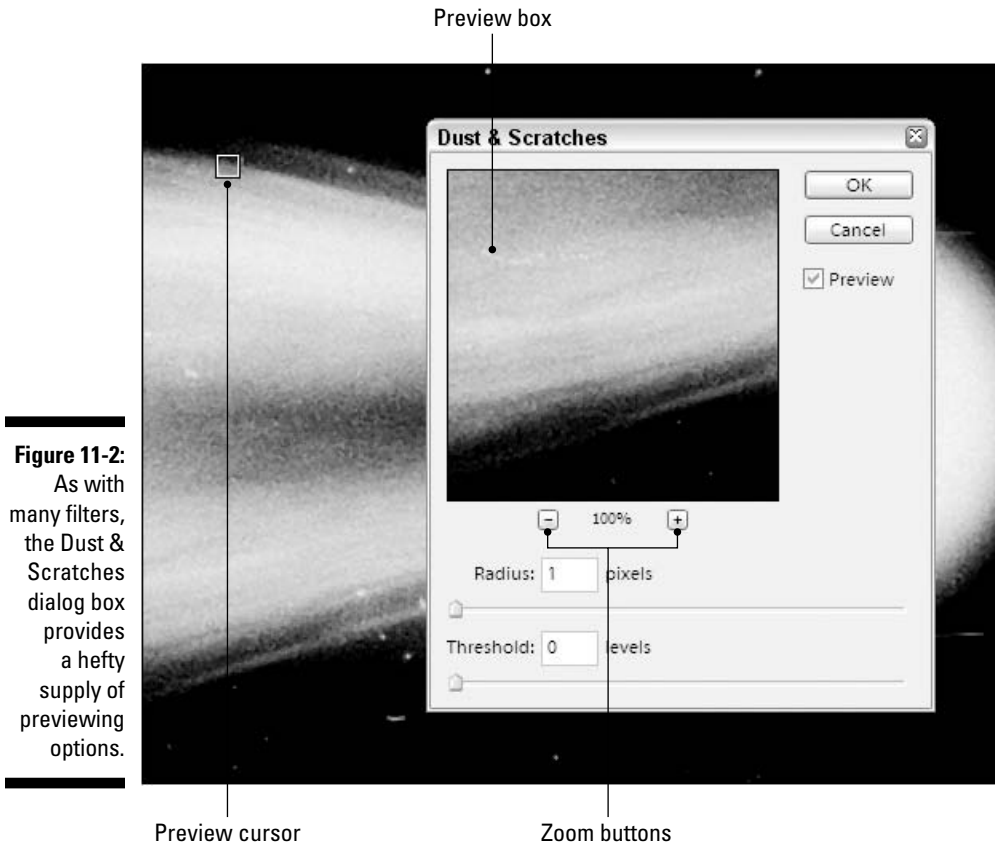 Preview box
Dust & Scratches
OK
Cancel
Preview
- 100% +
Radius: 1 pixels
Threshold: 0 levels
Figure 11-2:
As with
many filters,
the Dust &
Scratches
dialog box
provides
a hefty
supply of
previewing
options.
Preview cursor
Zoom buttons